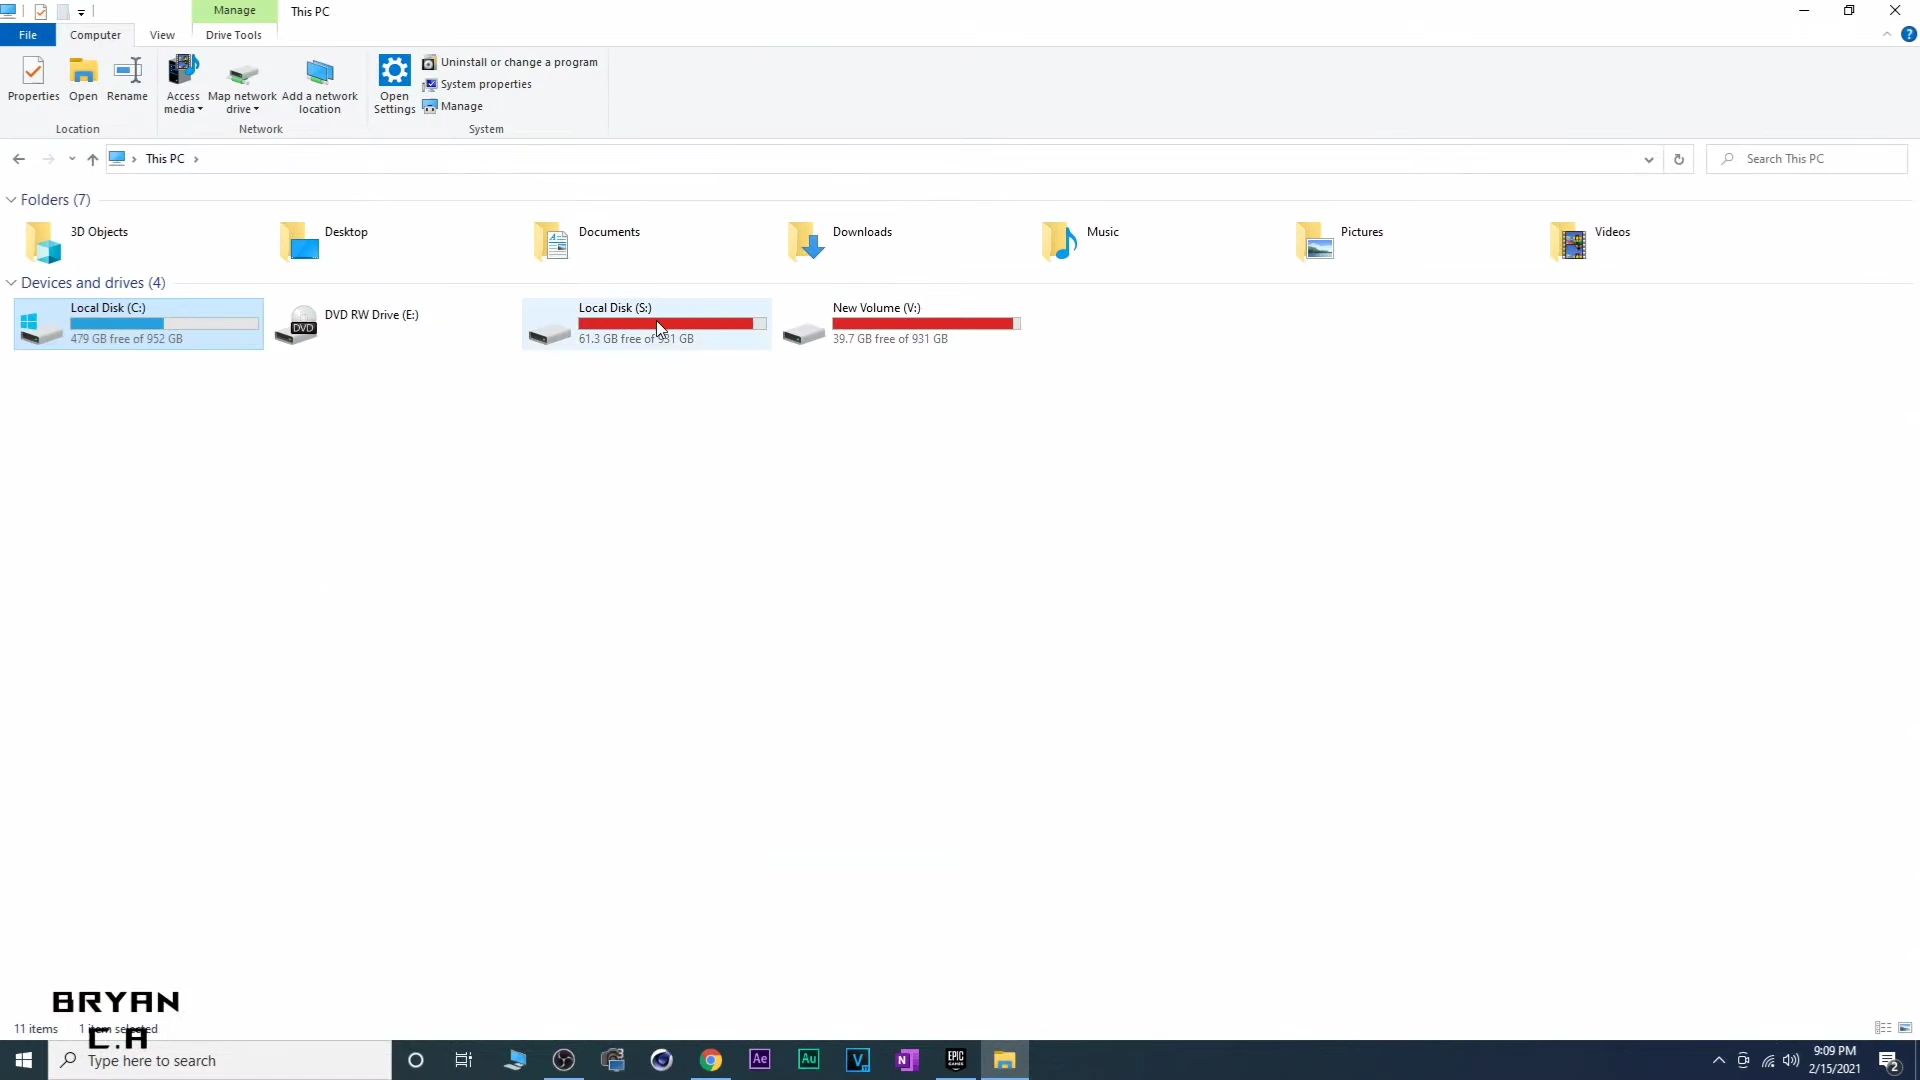 Manage This PC
File Computer View Drive Tools
Properties Open Rename Access media Map network drive Add a network location Open Settings Uninstall or change a program
System properties
Manage
Location Network System
This PC Search This PC
Folders (7)
3D Objects Desktop Documents Downloads Music Pictures Videos
Devices and drives (4)
Local Disk (C:) DVD RW Drive (E:) Local Disk (S:) New Volume (V:)
479 GB free of 952 GB DVD 61.3 GB free of 931 GB 39.7 GB free of 931 GB
BRYAN
C.A
11 items 1 item selected
Type here to search Ae Au V N EPIC GAMES 9:09 PM
2/15/2021 2